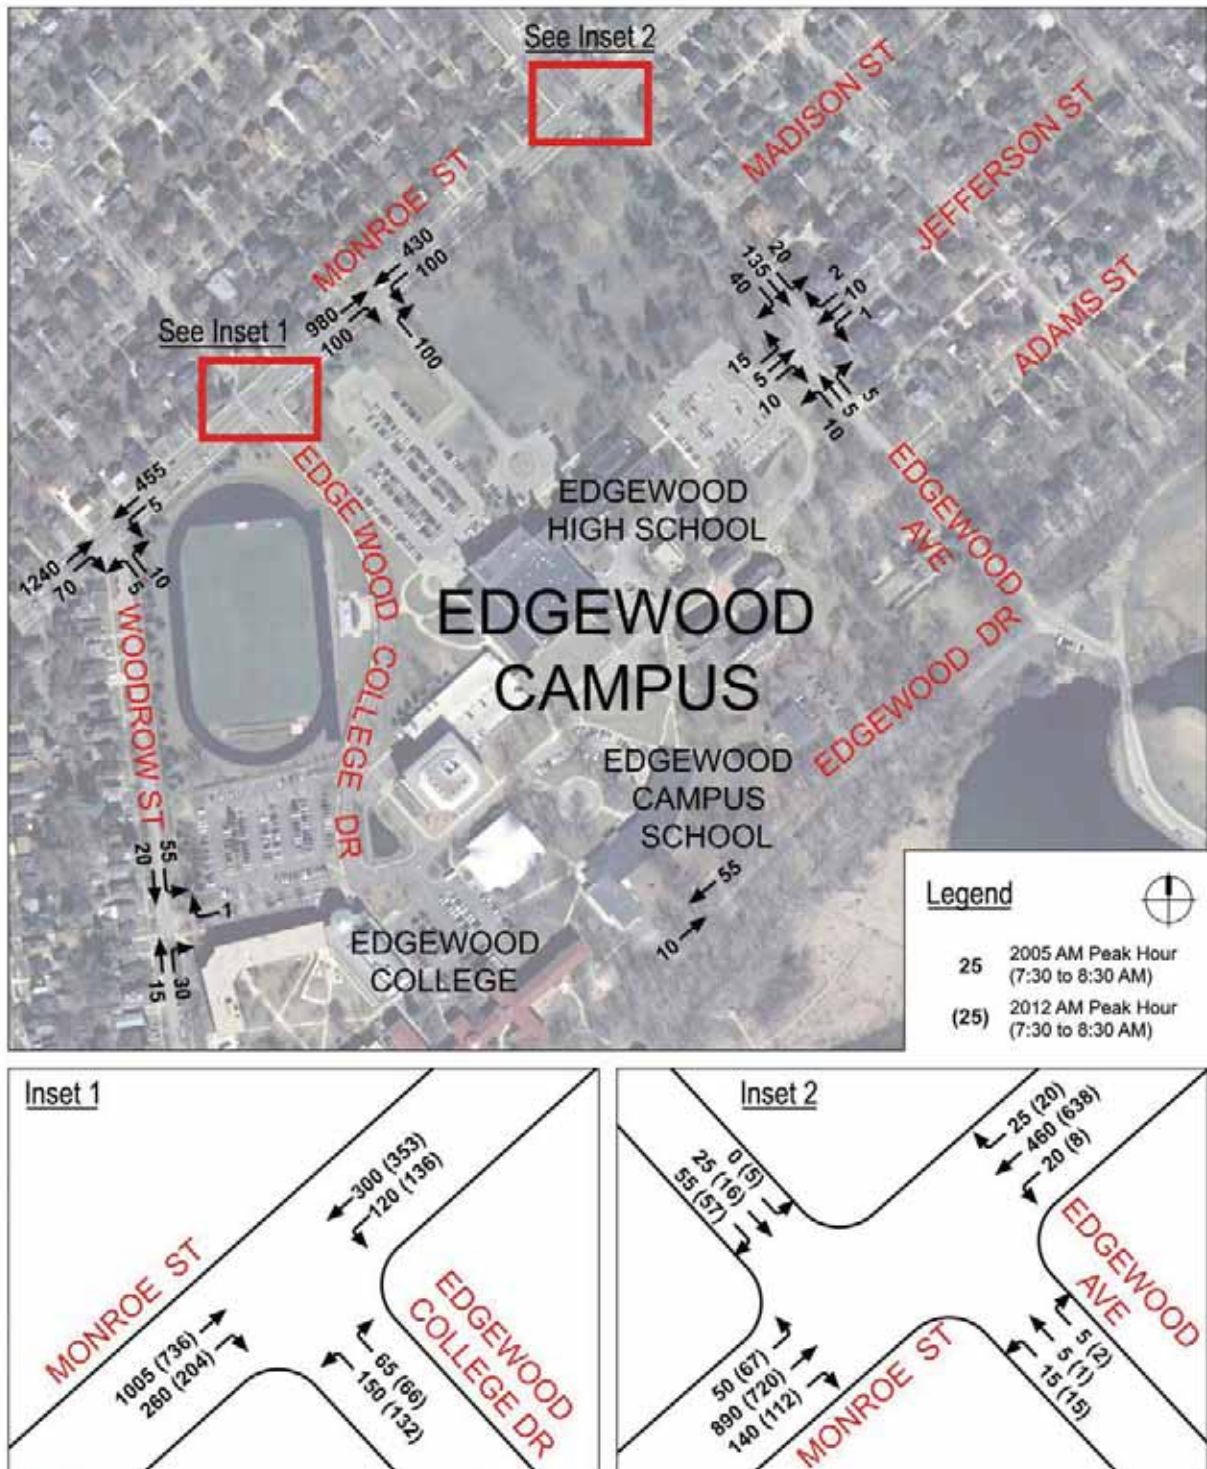 See Inset 2
MADISON ST
JEFFERSON ST
ADAMS ST
MONROE ST
430
100
980
100
100
20
135
40
2
10
1
15
5
10
5
5
10
See Inset 1
455
5
1240
70
10
5
EDGEWOOD
HIGH SCHOOL
EDGEWOOD
AVE
EDGEWOOD COLLEGE DR
EDGEWOOD
CAMPUS
WOODROW ST
EDGEWOOD DR
EDGEWOOD
CAMPUS
SCHOOL
55
20
1
15
30
EDGEWOOD
COLLEGE
55
10
Legend
25 2005 AM Peak Hour
(7:30 to 8:30 AM)
(25) 2012 AM Peak Hour
(7:30 to 8:30 AM)
Inset 1
300 (353)
120 (136)
MONROE ST
EDGEWOOD
COLLEGE DR
1005 (736)
260 (204)
65 (66)
150 (132)
Inset 2
25 (20)
460 (638)
20 (8)
0 (5)
25 (16)
55 (57)
EDGEWOOD
AVE
50 (67)
890 (720)
140 (112)
MONROE ST
5 (2)
5 (1)
15 (15)